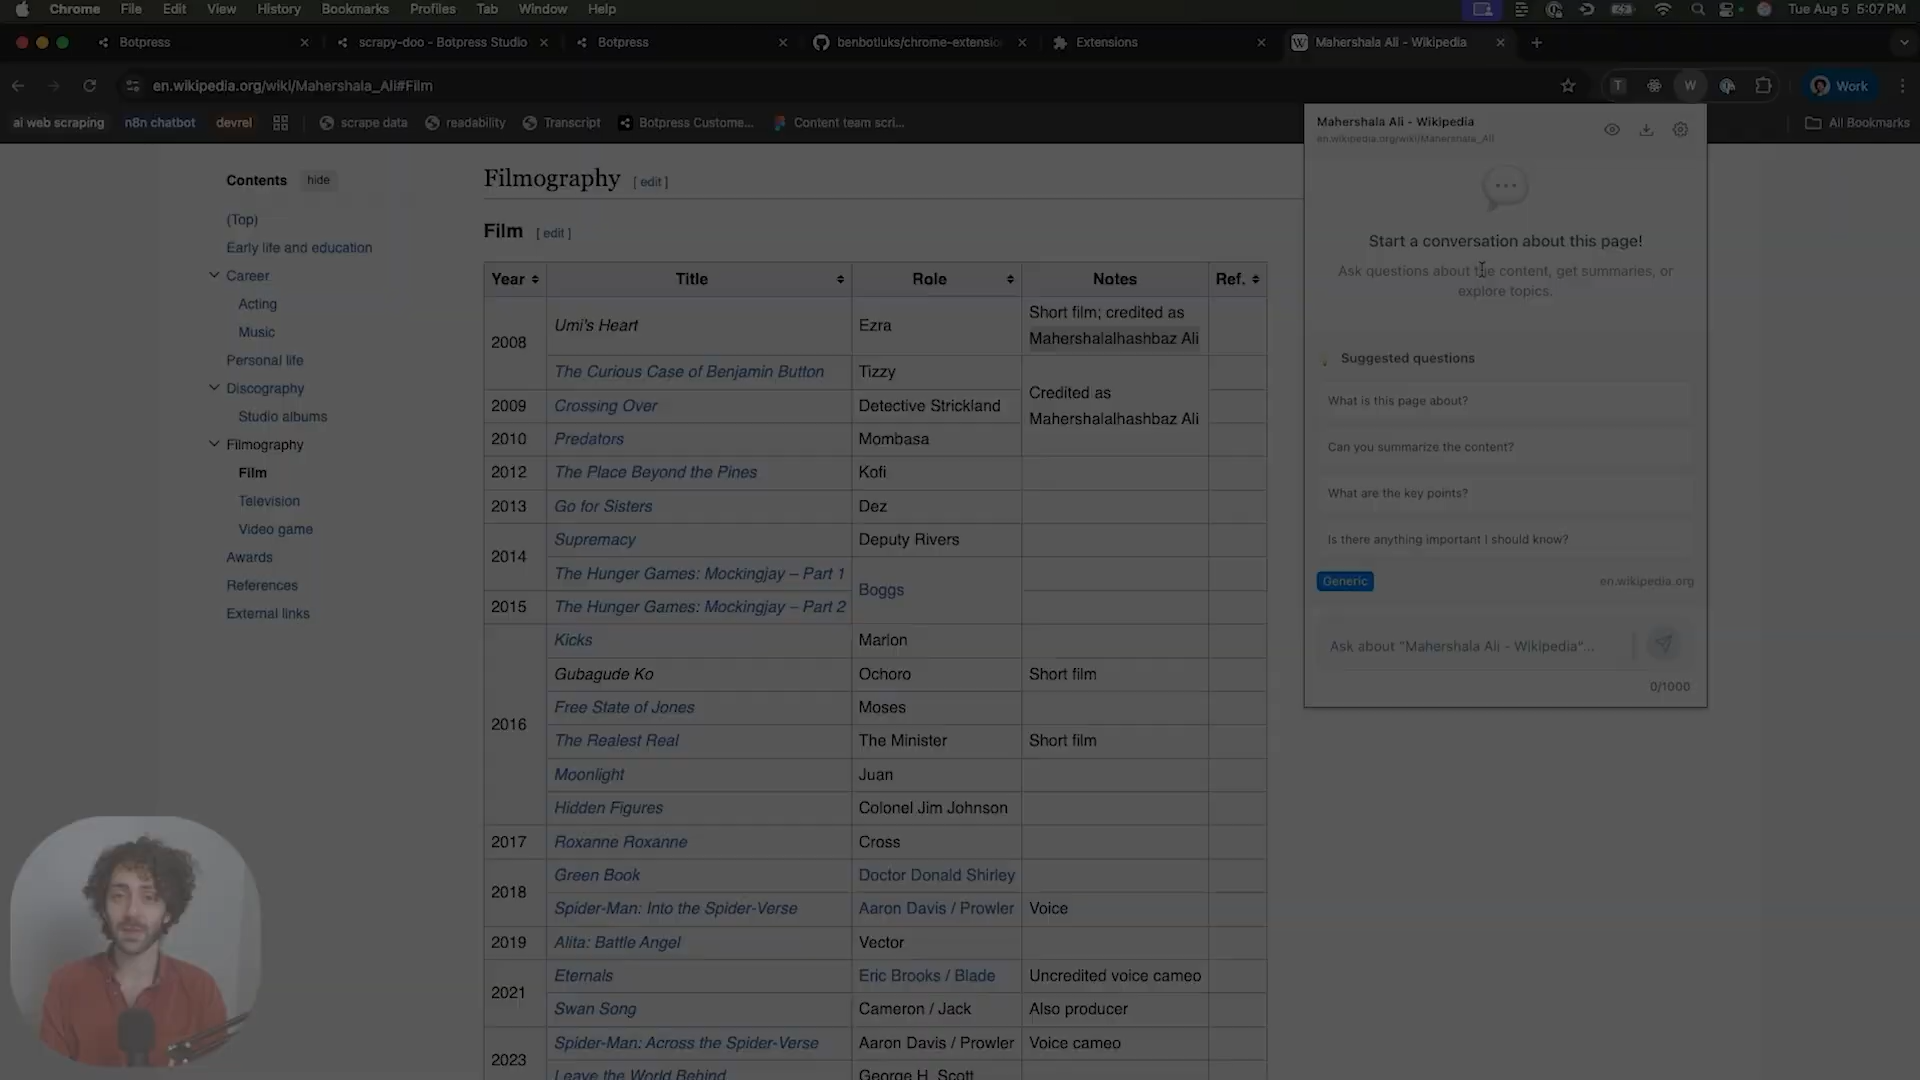 Chrome File Edit View History Bookmarks Profiles Tab Window Help Tue Aug 5 5:07 PM
Botpress scrapy-doo - Botpress Studio Botpress benbotluks/chrome-extensio Extensions Mahershala Ali - Wikipedia
en.wikipedia.org/wiki/Mahershala_Ali#Film T W Work
ai web scraping n8n chatbot devrel scrape data readability Transcript Botpress Custome... Content team scri... All Bookmarks
Contents hide
(Top)
Early life and education
Career
Acting
Music
Personal life
Discography
Studio albums
Filmography
Film
Television
Video game
Awards
References
External links
Filmography [ edit ]
Film [ edit ]
Year Title Role Notes Ref.
2008 Umi's Heart Ezra Short film; credited as Mahershalalhashbaz Ali
The Curious Case of Benjamin Button Tizzy Credited as Mahershalalhashbaz Ali
2009 Crossing Over Detective Strickland
2010 Predators Mombasa
2012 The Place Beyond the Pines Kofi
2013 Go for Sisters Dez
2014 Supremacy Deputy Rivers
The Hunger Games: Mockingjay – Part 1 Boggs
2015 The Hunger Games: Mockingjay – Part 2
2016 Kicks Marlon
Gubagude Ko Ochoro Short film
Free State of Jones Moses
The Realest Real The Minister Short film
Moonlight Juan
Hidden Figures Colonel Jim Johnson
2017 Roxanne Roxanne Cross
2018 Green Book Doctor Donald Shirley
Spider-Man: Into the Spider-Verse Aaron Davis / Prowler Voice
2019 Alita: Battle Angel Vector
2021 Eternals Eric Brooks / Blade Uncredited voice cameo
Swan Song Cameron / Jack Also producer
2023 Spider-Man: Across the Spider-Verse Aaron Davis / Prowler Voice cameo
Leave the World Behind George H. Scott
Mahershala Ali - Wikipedia
en.wikipedia.org/wiki/Mahershala_Ali
Start a conversation about this page!
Ask questions about the content, get summaries, or
explore topics.
Suggested questions
What is this page about?
Can you summarize the content?
What are the key points?
Is there anything important I should know?
Generic en.wikipedia.org
Ask about "Mahershala Ali - Wikipedia"...
0/1000